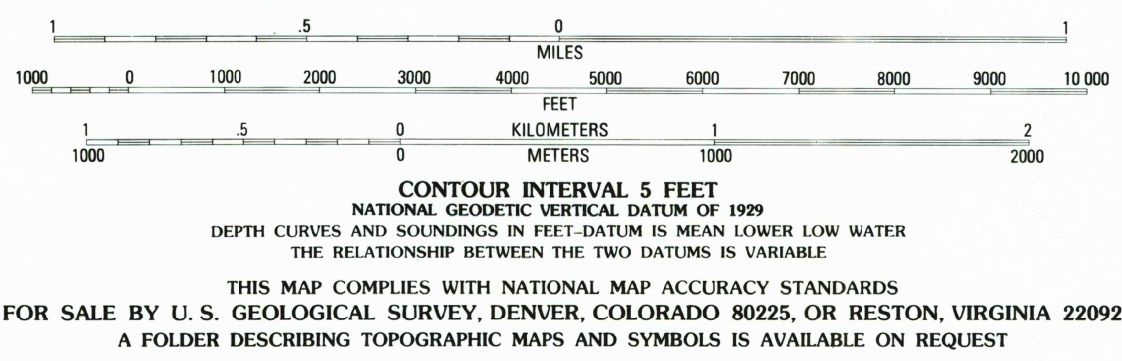 1 .5 0 1
MILES
1000 0 1000 2000 3000 4000 5000 6000 7000 8000 9000 10 000
FEET
1 .5 0 KILOMETERS 1 2
1000 0 METERS 1000 2000
CONTOUR INTERVAL 5 FEET
NATIONAL GEODETIC VERTICAL DATUM OF 1929
DEPTH CURVES AND SOUNDINGS IN FEET-DATUM IS MEAN LOWER LOW WATER
THE RELATIONSHIP BETWEEN THE TWO DATUMS IS VARIABLE
THIS MAP COMPLIES WITH NATIONAL MAP ACCURACY STANDARDS
FOR SALE BY U. S. GEOLOGICAL SURVEY, DENVER, COLORADO 80225, OR RESTON, VIRGINIA 22092
A FOLDER DESCRIBING TOPOGRAPHIC MAPS AND SYMBOLS IS AVAILABLE ON REQUEST